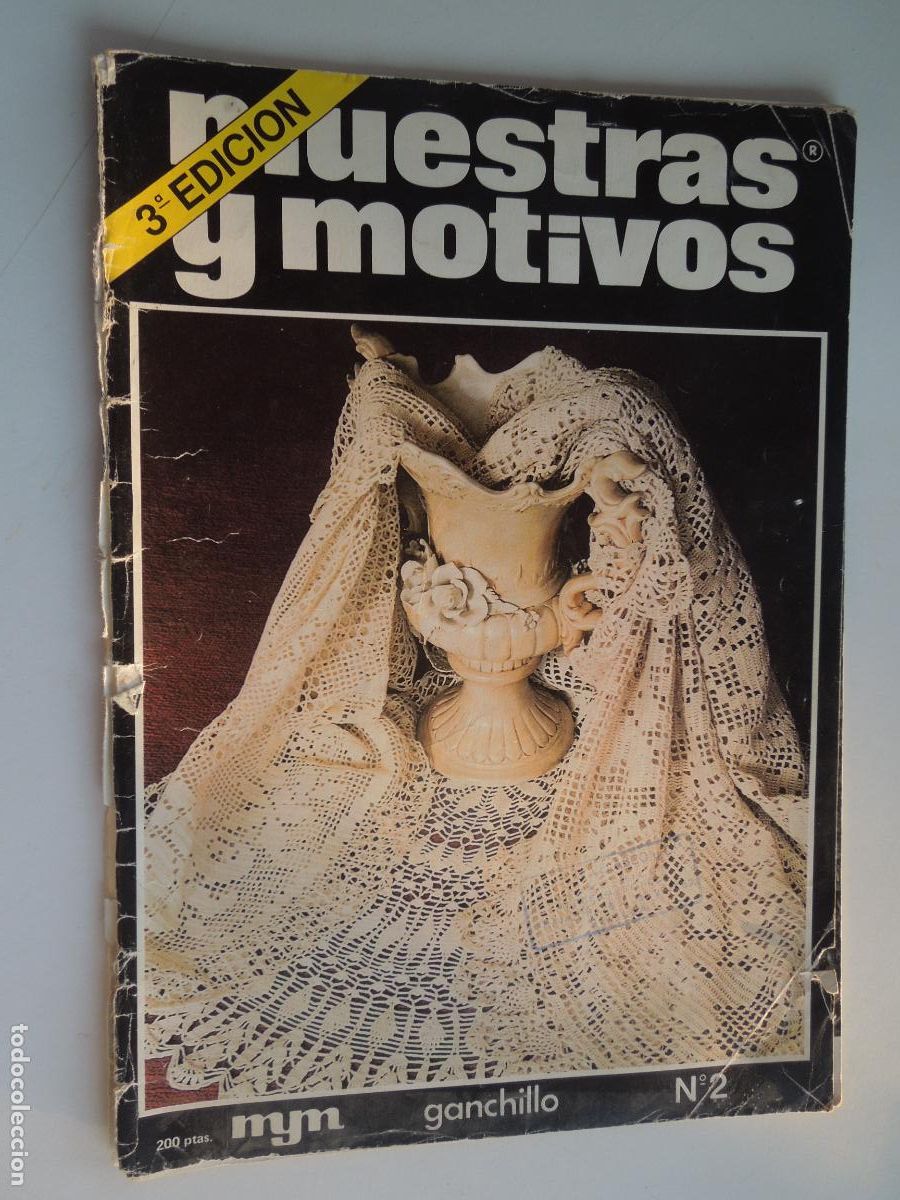 3ª EDICION
muestras®
y motivos
200 ptas. mym ganchillo Nº2
todocoleccion